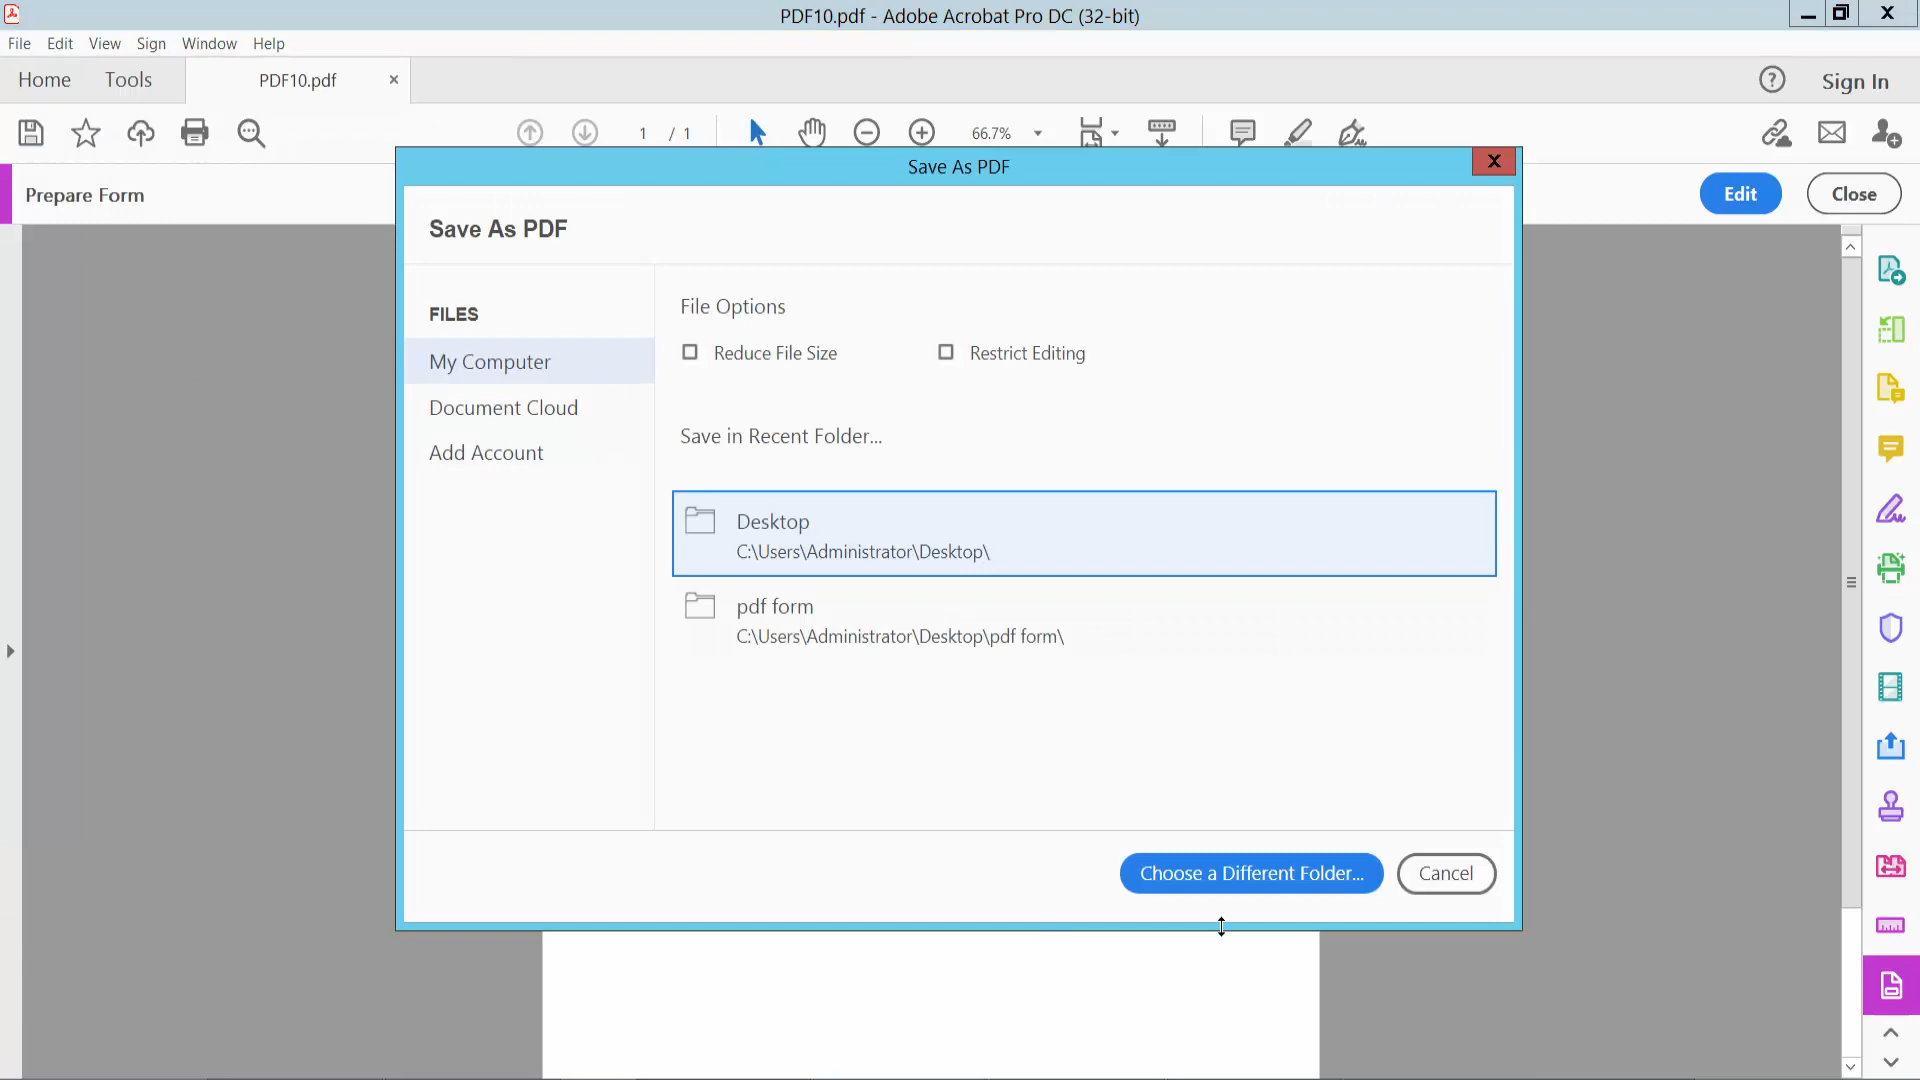 PDF10.pdf - Adobe Acrobat Pro DC (32-bit)
File Edit View Sign Window Help
Home Tools PDF10.pdf × Sign In
1 / 1 66.7%
Save As PDF
Prepare Form Edit Close
Save As PDF
FILES
My Computer
Document Cloud
Add Account
File Options
Reduce File Size Restrict Editing
Save in Recent Folder...
Desktop
C:\Users\Administrator\Desktop\
pdf form
C:\Users\Administrator\Desktop\pdf form\
Choose a Different Folder... Cancel